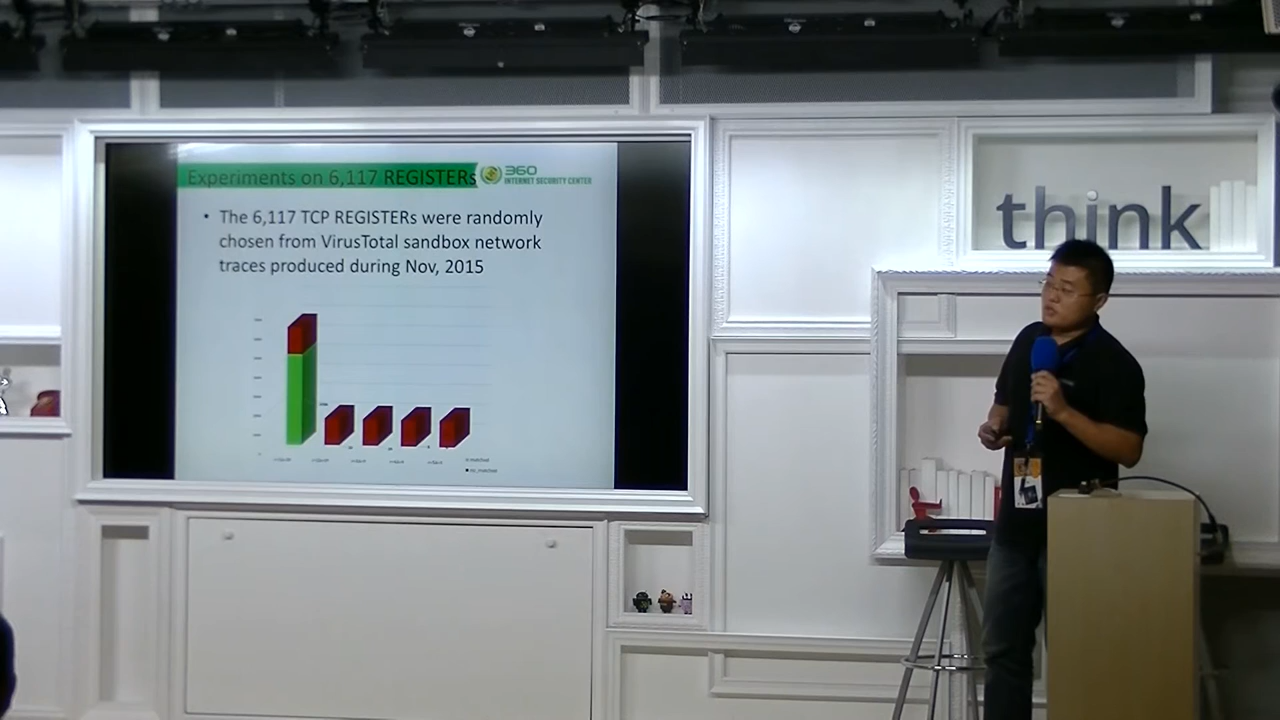 Experiments on 6,117 REGISTERs
360
INTERNET SECURITY CENTER
• The 6,117 TCP REGISTERs were randomly
chosen from VirusTotal sandbox network
traces produced during Nov, 2015
think